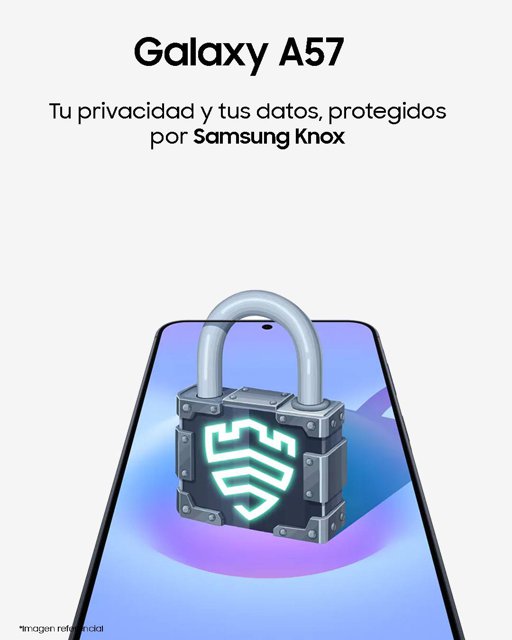 Galaxy A57
Tu privacidad y tus datos, protegidos
por Samsung Knox
*Imagen referencial